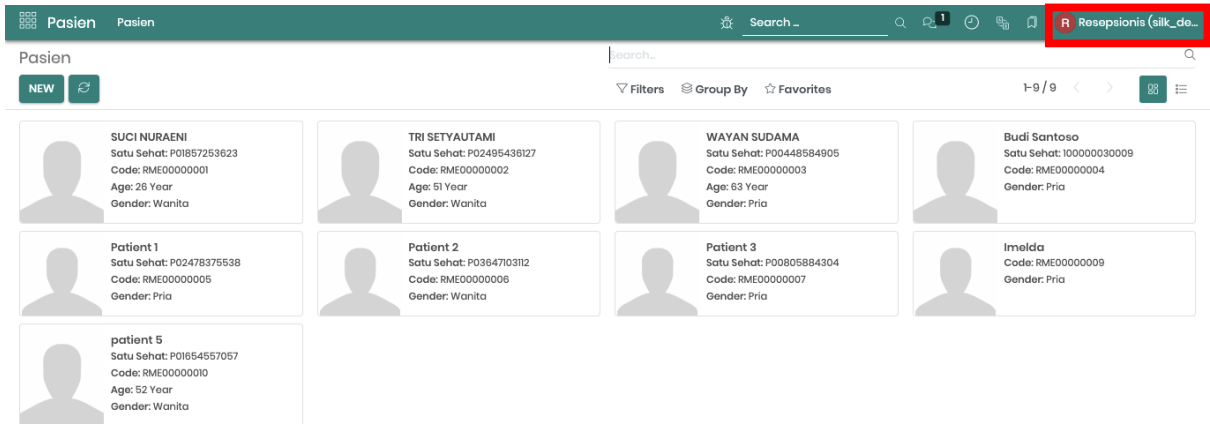 Pasien Pasien Search ... 1 R Resepsionis (silk_de...
Pasien Search...
NEW Filters Group By Favorites 1-9 / 9
SUCI NURAENI
Satu Sehat: P01857253623
Code: RME00000001
Age: 26 Year
Gender: Wanita
TRI SETYAUTAMI
Satu Sehat: P02495436127
Code: RME00000002
Age: 51 Year
Gender: Wanita
WAYAN SUDAMA
Satu Sehat: P00448584905
Code: RME00000003
Age: 63 Year
Gender: Pria
Budi Santoso
Satu Sehat: 100000030009
Code: RME00000004
Gender: Pria
Patient 1
Satu Sehat: P02478375538
Code: RME00000005
Gender: Pria
Patient 2
Satu Sehat: P03647103112
Code: RME00000006
Gender: Wanita
Patient 3
Satu Sehat: P00805884304
Code: RME00000007
Gender: Pria
Imelda
Code: RME00000009
Gender: Pria
patient 5
Satu Sehat: P01654557057
Code: RME00000010
Age: 52 Year
Gender: Wanita